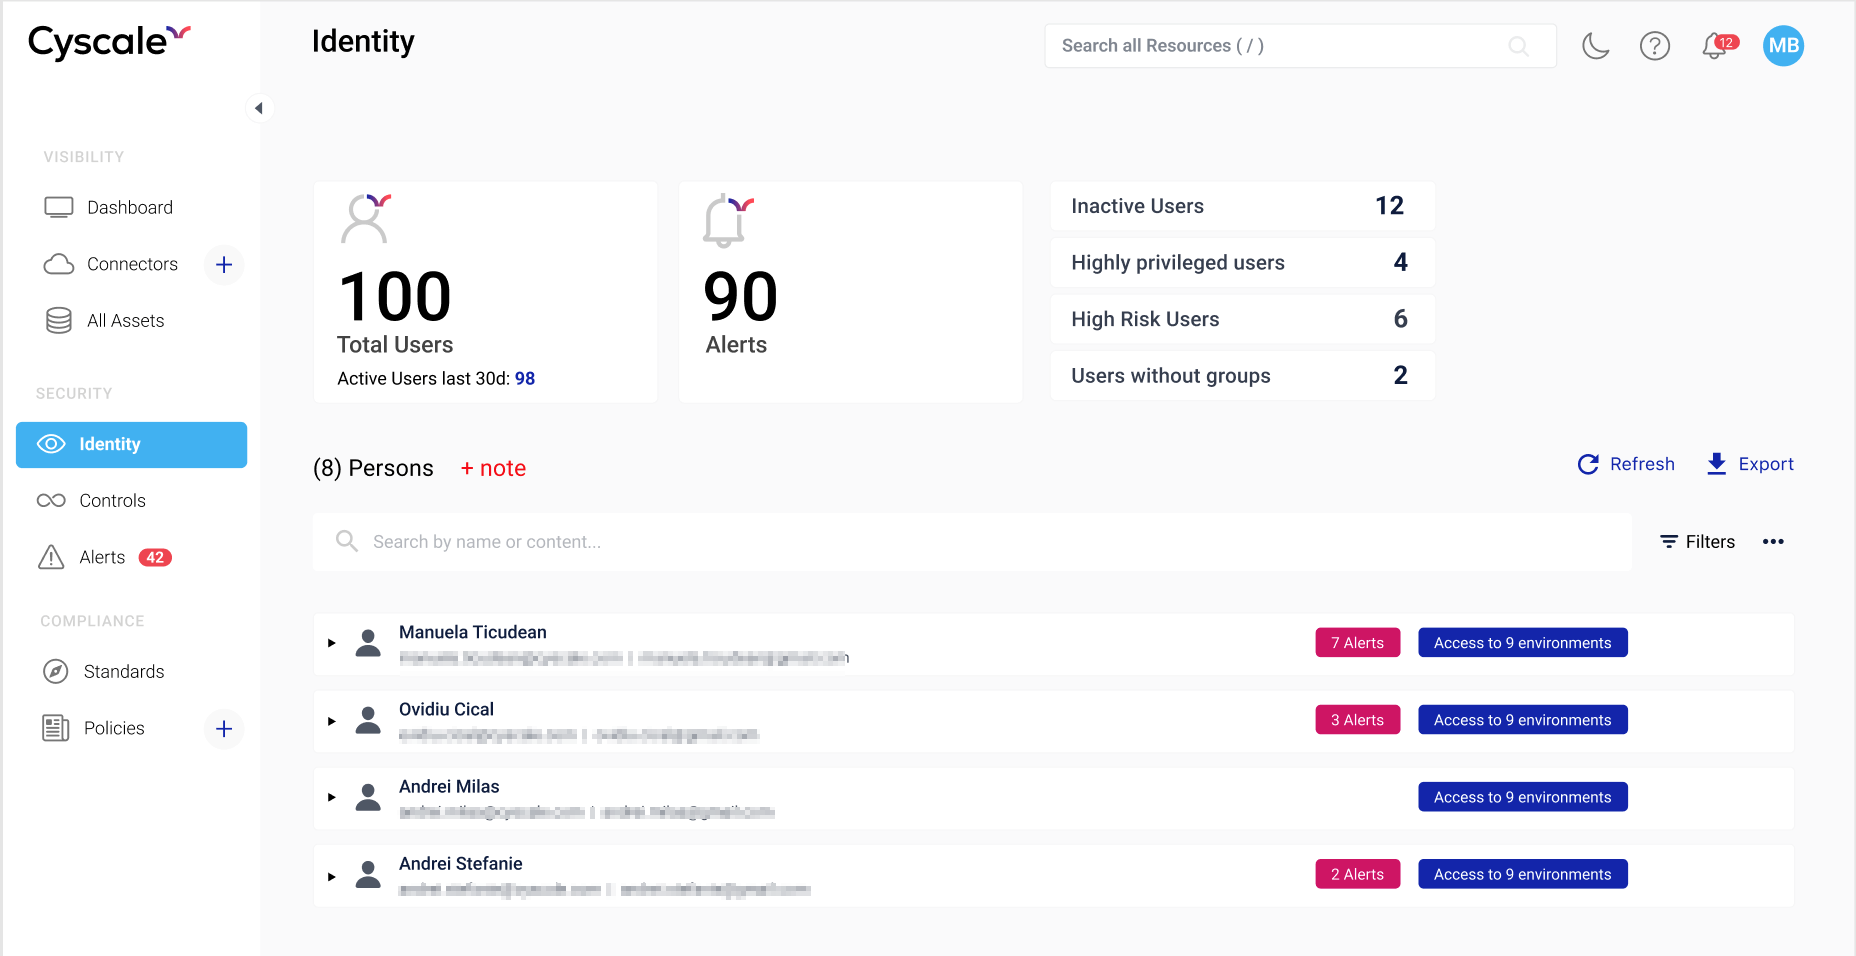 Cyscale
Identity
Search all Resources ( / )
12
MB
VISIBILITY
Dashboard
Connectors
All Assets
SECURITY
Identity
Controls
Alerts 42
COMPLIANCE
Standards
Policies
100
Total Users
Active Users last 30d: 98
90
Alerts
Inactive Users 12
Highly privileged users 4
High Risk Users 6
Users without groups 2
(8) Persons + note
Refresh
Export
Search by name or content...
Filters
Manuela Ticudean
7 Alerts
Access to 9 environments
Ovidiu Cical
3 Alerts
Access to 9 environments
Andrei Milas
Access to 9 environments
Andrei Stefanie
2 Alerts
Access to 9 environments